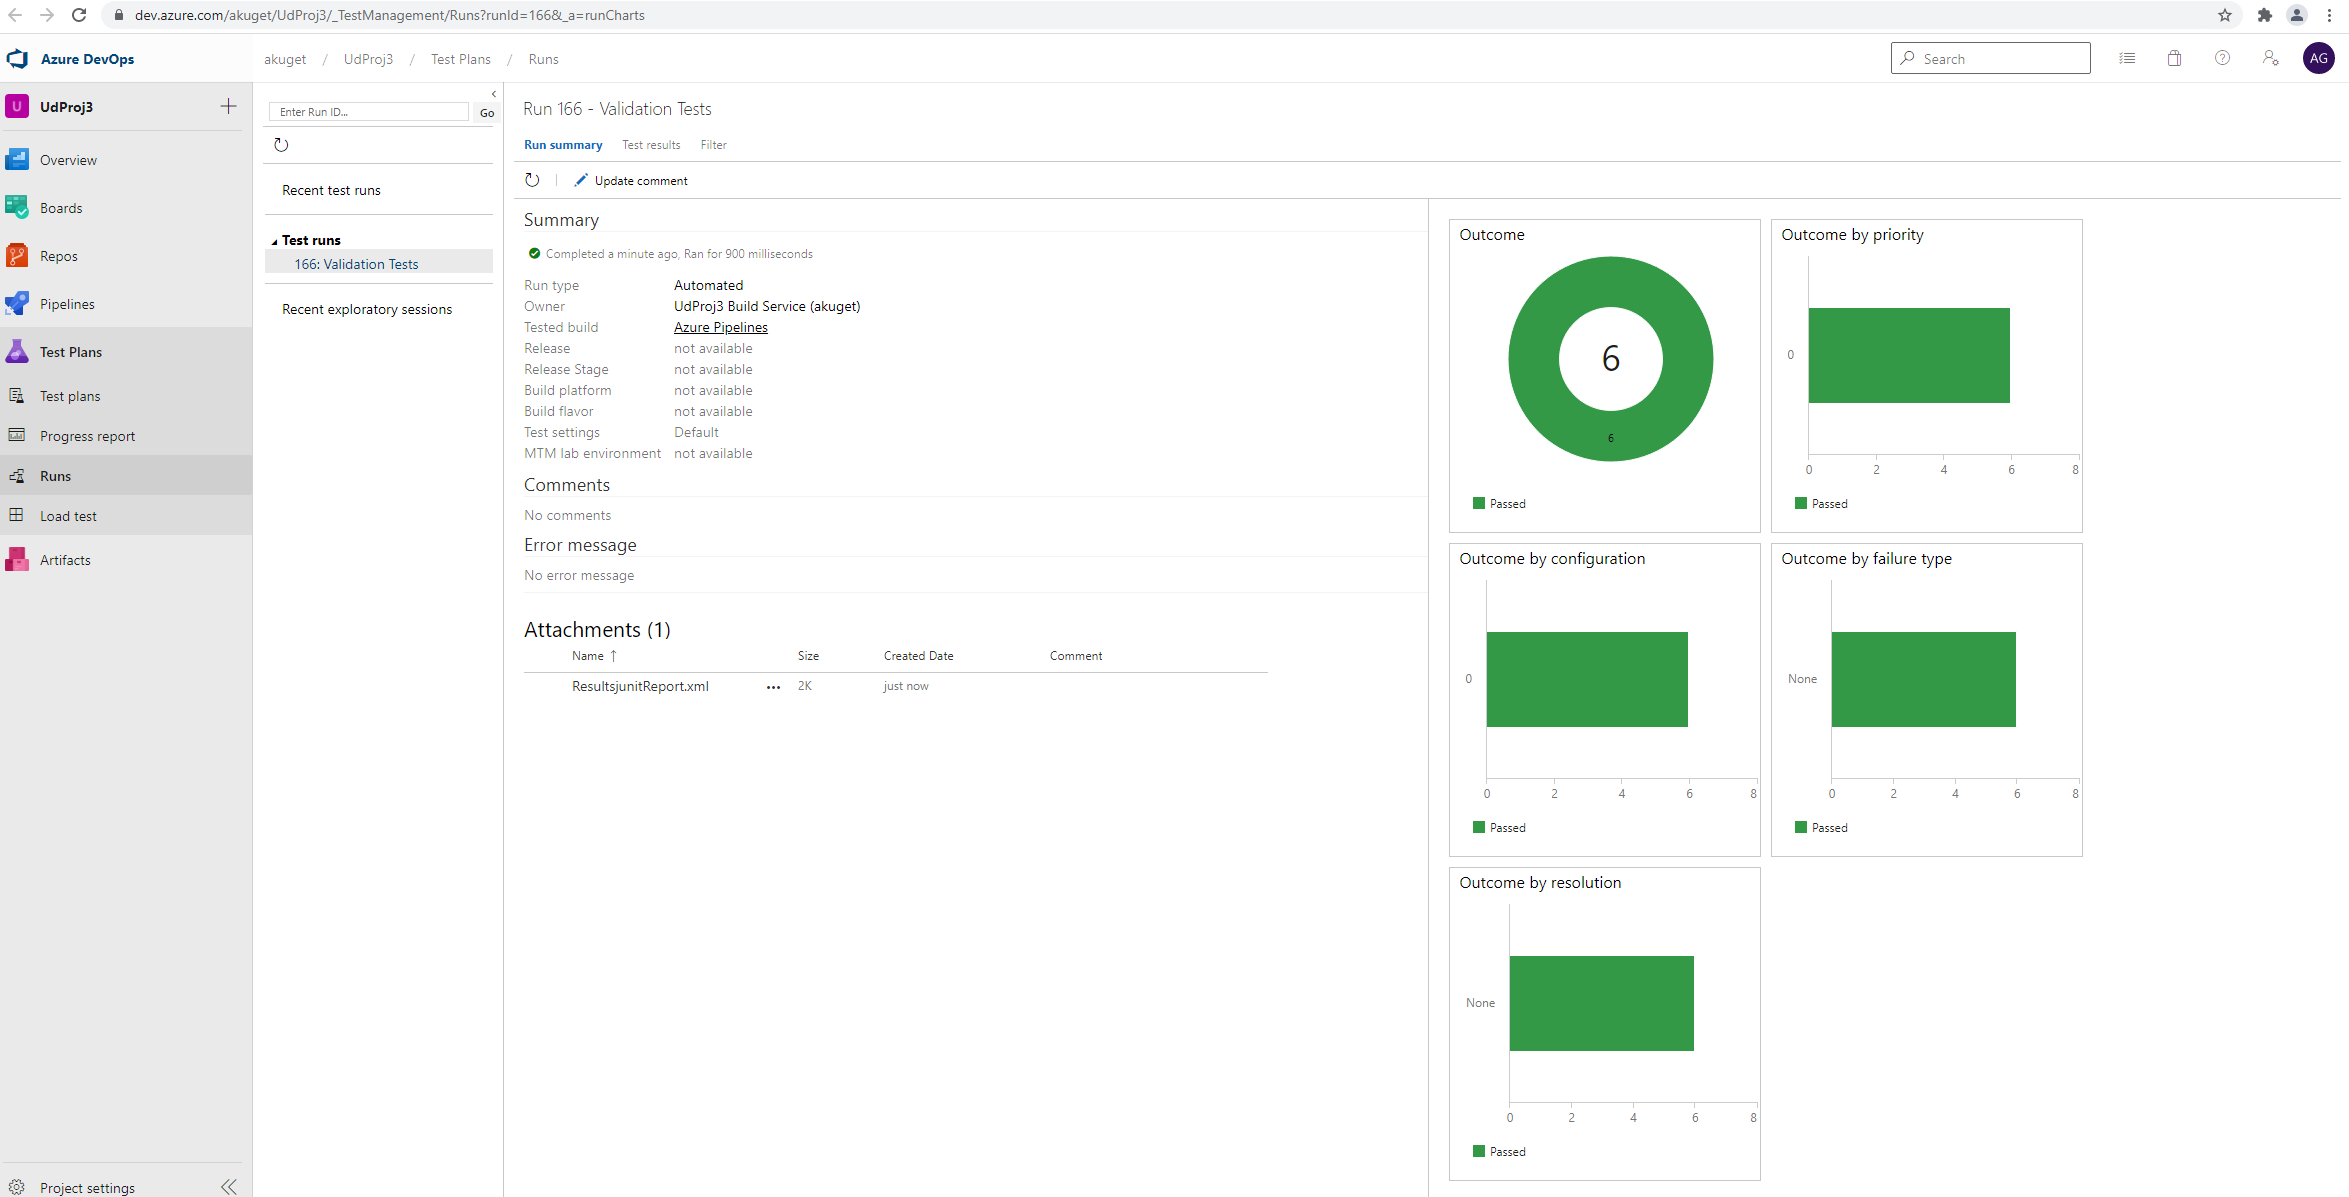 dev.azure.com/akuget/UdProj3/_TestManagement/Runs?runId=166&_a=runCharts
Azure DevOps
akuget / UdProj3 / Test Plans / Runs
Search
AG
U UdProj3
Overview
Boards
Repos
Pipelines
Test Plans
Test plans
Progress report
Runs
Load test
Artifacts
Project settings
Enter Run ID...
Go
Recent test runs
Test runs
166: Validation Tests
Recent exploratory sessions
Run 166 - Validation Tests
Run summary Test results Filter
Update comment
Summary
Completed a minute ago, Ran for 900 milliseconds
Run type Automated
Owner UdProj3 Build Service (akuget)
Tested build Azure Pipelines
Release not available
Release Stage not available
Build platform not available
Build flavor not available
Test settings Default
MTM lab environment not available
Comments
No comments
Error message
No error message
Attachments (1)
Name ↑ Size Created Date Comment
ResultsjunitReport.xml ... 2K just now
Outcome
6
6
Passed
Outcome by priority
0
0 2 4 6 8
Passed
Outcome by configuration
0
0 2 4 6 8
Passed
Outcome by failure type
None
0 2 4 6 8
Passed
Outcome by resolution
None
0 2 4 6 8
Passed